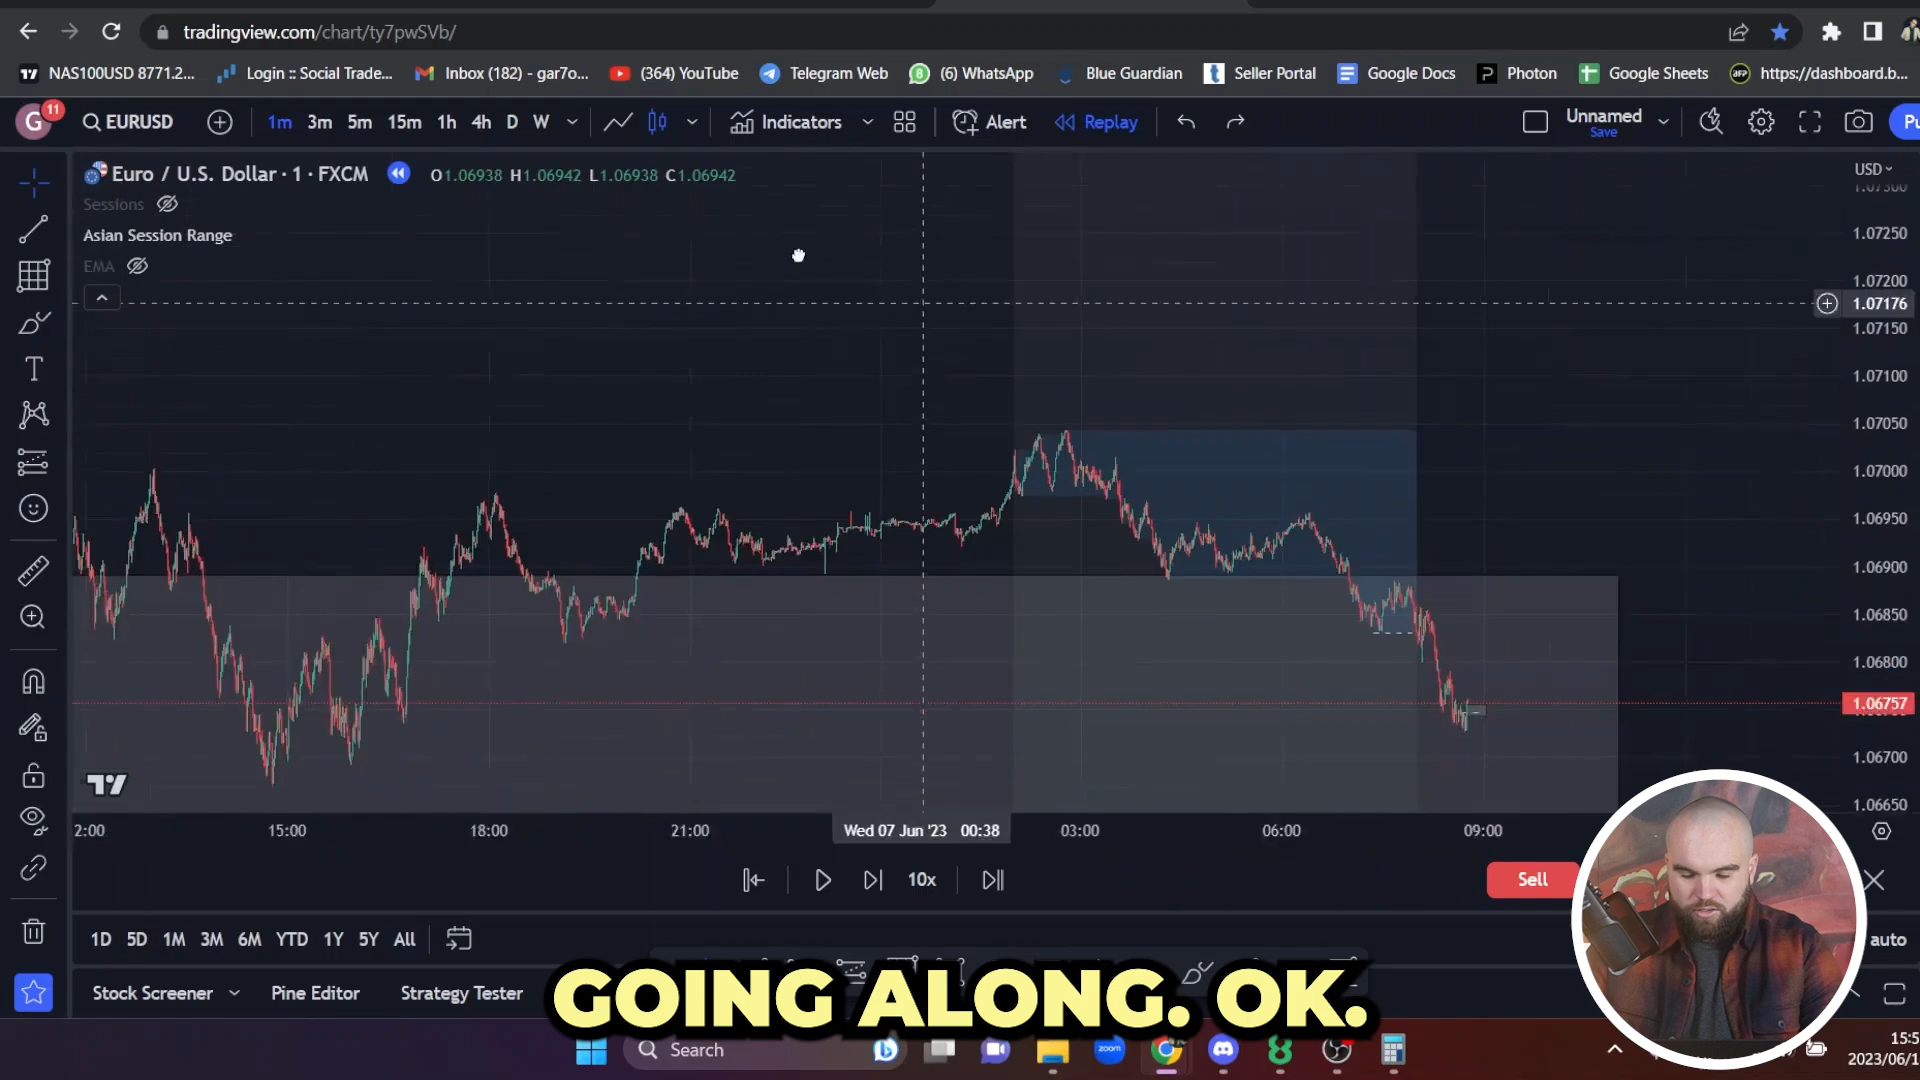 tradingview.com/chart/ty7pwSVb/
NAS100USD 8771.2... Login :: Social Trade... Inbox (182) - gar7o... (364) YouTube Telegram Web (6) WhatsApp Blue Guardian Seller Portal Google Docs Photon Google Sheets https://dashboard.b...
G 11 EURUSD 1m 3m 5m 15m 1h 4h D W Indicators Alert Replay Unnamed Save Pu
Euro / U.S. Dollar · 1 · FXCM O1.06938 H1.06942 L1.06938 C1.06942
USD
1.07300
Sessions
Asian Session Range
1.07250
EMA
1.07200
1.07176
1.07150
1.07100
1.07050
1.07000
1.06950
1.06900
1.06850
1.06800
1.06757
1.06700
1.06650
15:00 18:00 21:00 Wed 07 Jun '23 00:38 03:00 06:00 09:00
10x Sell
1D 5D 1M 3M 6M YTD 1Y 5Y All auto
Stock Screener Pine Editor Strategy Tester
GOING ALONG. OK.
Search zoom
15:5
2023/06/1